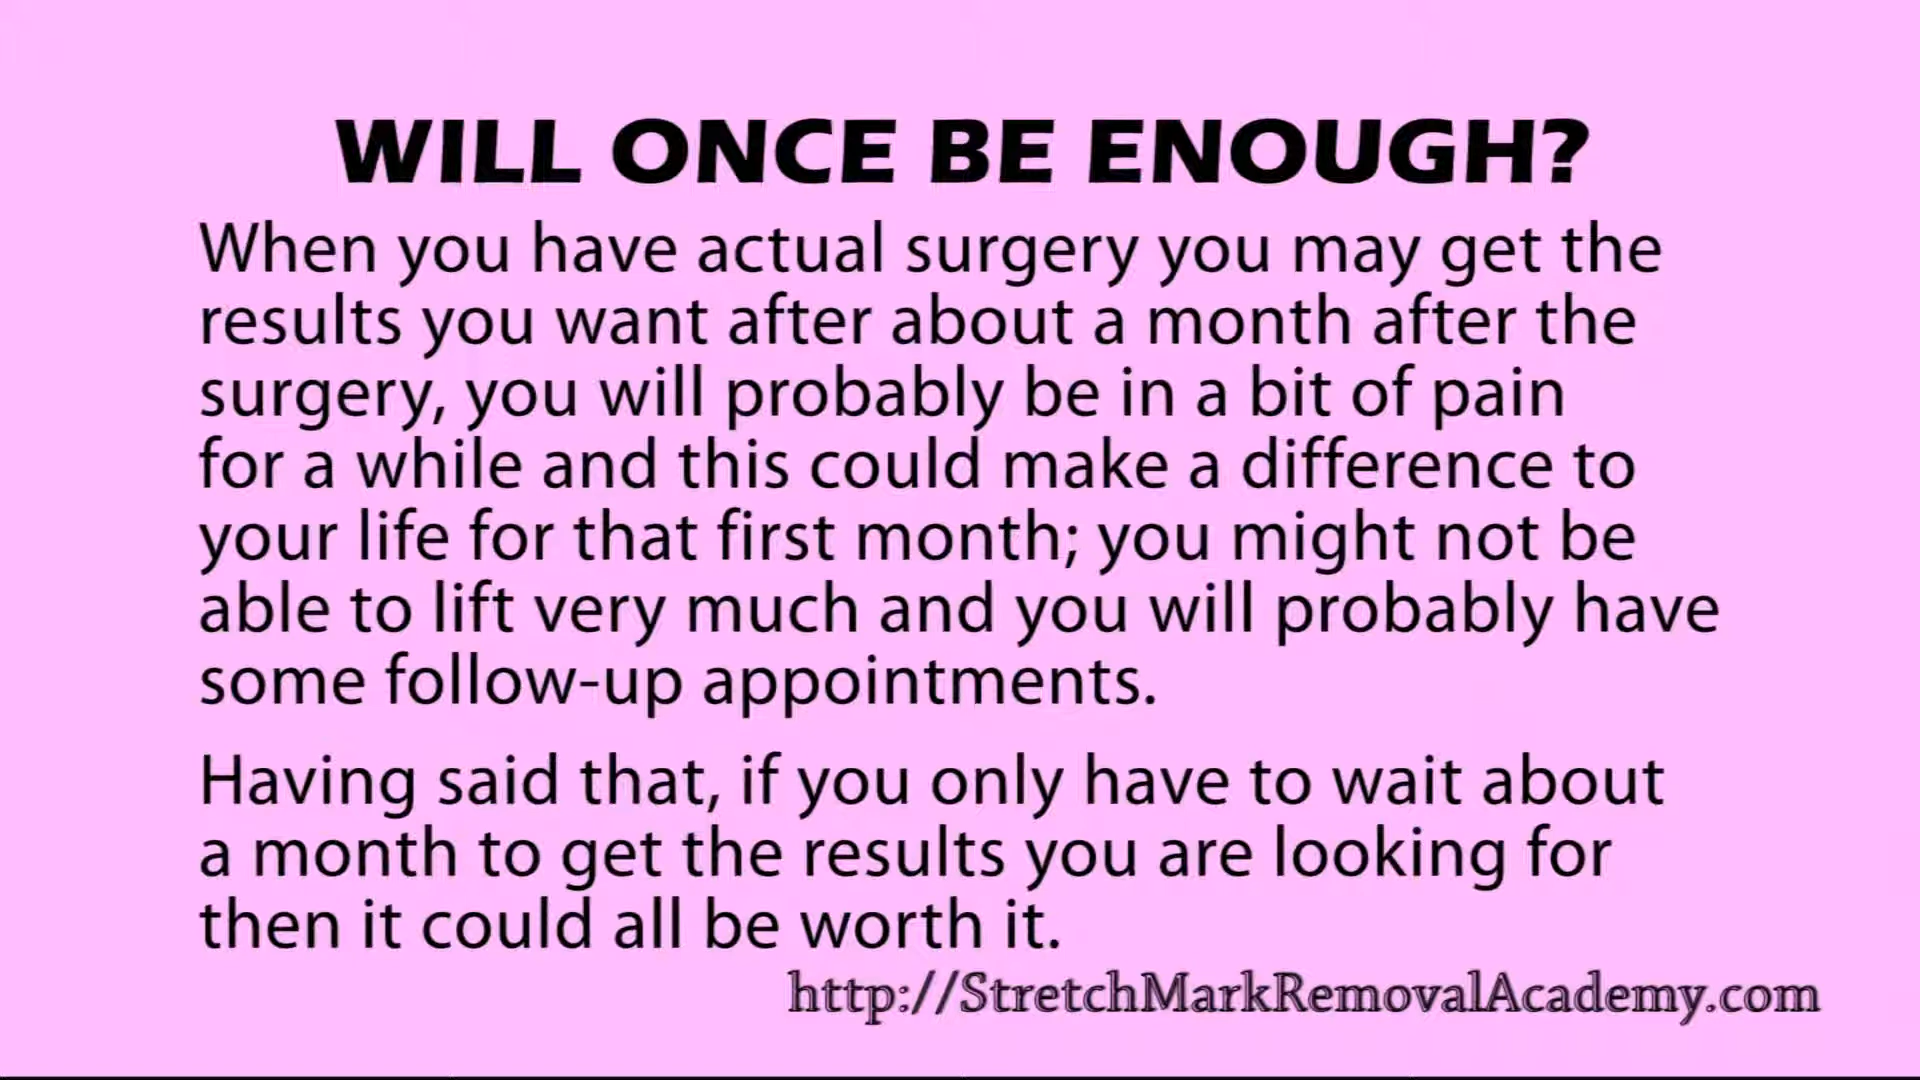 WILL ONCE BE ENOUGH?
When you have actual surgery you may get the
results you want after about a month after the
surgery, you will probably be in a bit of pain
for a while and this could make a difference to
your life for that first month; you might not be
able to lift very much and you will probably have
some follow-up appointments.
Having said that, if you only have to wait about
a month to get the results you are looking for
then it could all be worth it.
http://StretchMarkRemovalAcademy.com